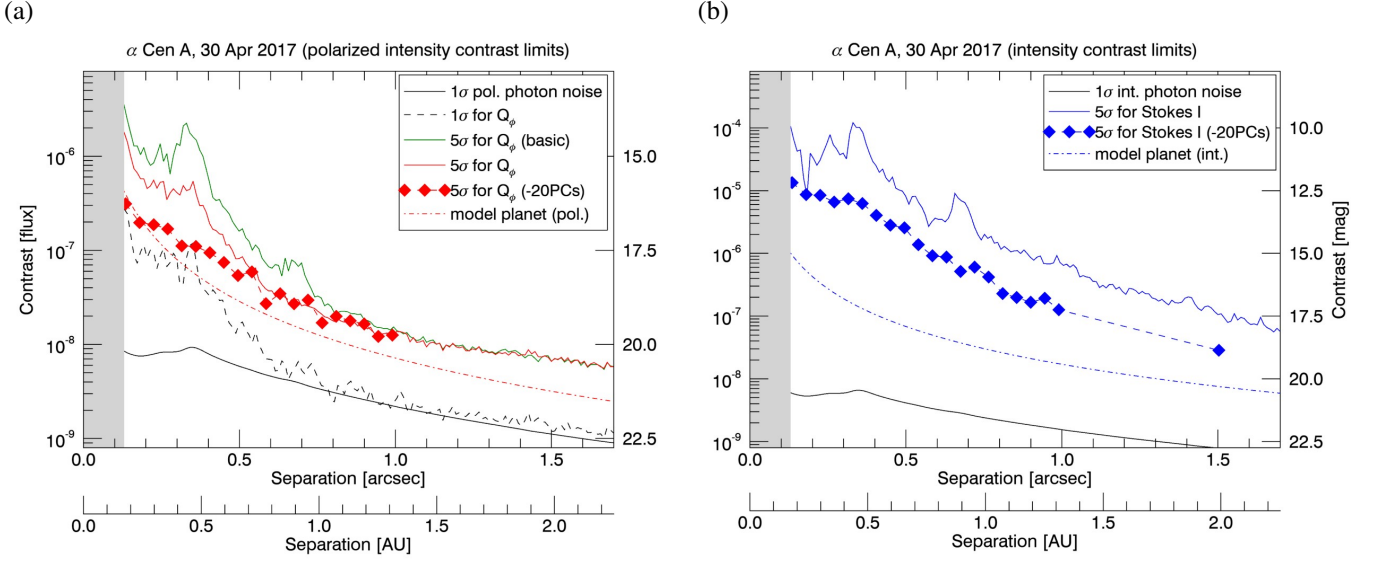 (a)
α Cen A, 30 Apr 2017 (polarized intensity contrast limits)
1σ pol. photon noise
1σ for Qϕ
5σ for Qϕ (basic)
5σ for Qϕ
5σ for Qϕ (-20PCs)
model planet (pol.)
Contrast [flux]
10⁻⁶
10⁻⁷
10⁻⁸
10⁻⁹
15.0
17.5
20.0
22.5
0.0 0.5 1.0 1.5
Separation [arcsec]
0.0 0.5 1.0 1.5 2.0
Separation [AU]
(b)
α Cen A, 30 Apr 2017 (intensity contrast limits)
1σ int. photon noise
5σ for Stokes I
5σ for Stokes I (-20PCs)
model planet (int.)
10⁻⁴
10⁻⁵
10⁻⁶
10⁻⁷
10⁻⁸
10⁻⁹
10.0
12.5
15.0
17.5
20.0
22.5
Contrast [mag]
0.0 0.5 1.0 1.5
Separation [arcsec]
0.0 0.5 1.0 1.5 2.0
Separation [AU]